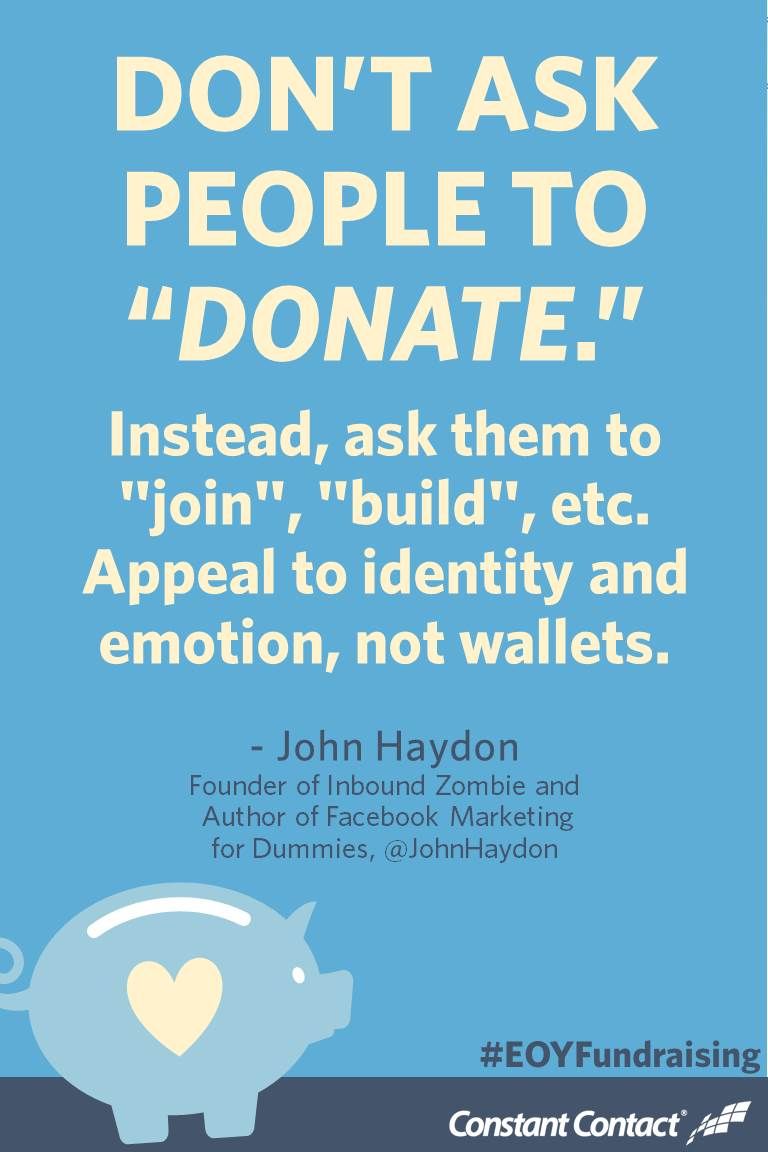 DON'T ASK
PEOPLE TO
“DONATE.”
Instead, ask them to
"join", "build", etc.
Appeal to identity and
emotion, not wallets.
- John Haydon
Founder of Inbound Zombie and
Author of Facebook Marketing
for Dummies, @JohnHaydon
#EOYFundraising
Constant Contact®